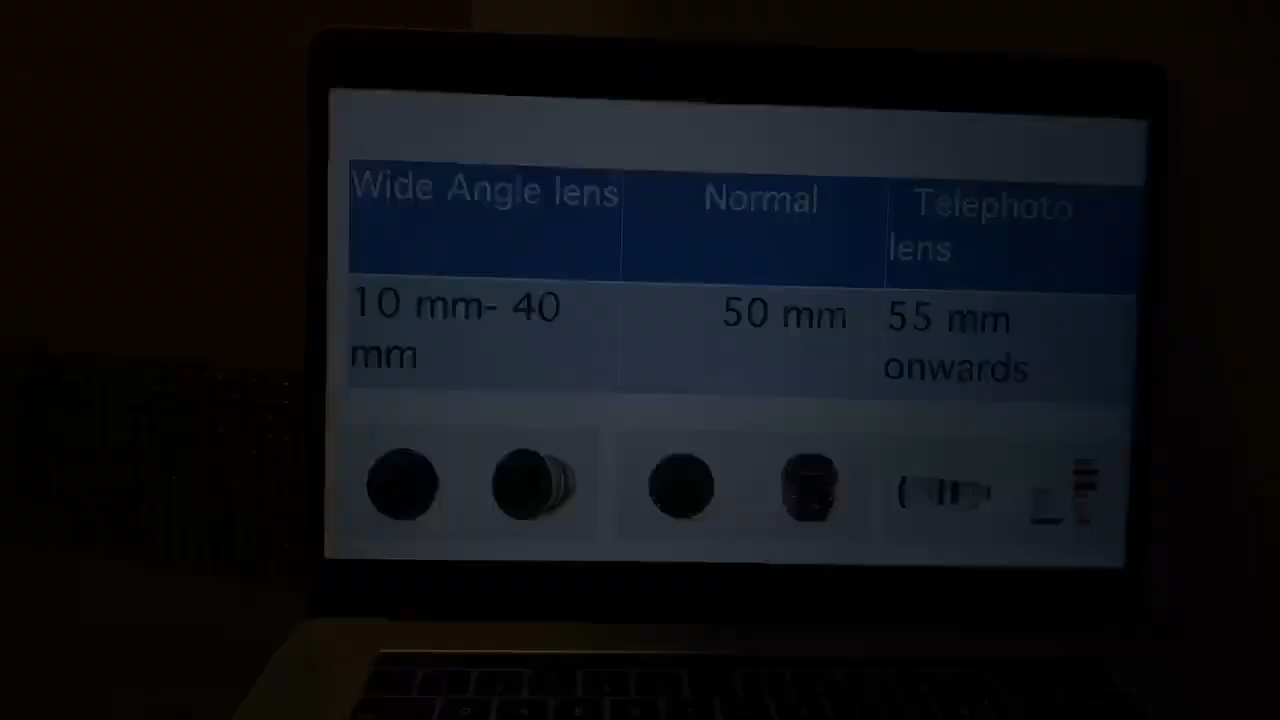 Wide Angle lens
Normal
Telephoto
lens
10 mm- 40
mm
50 mm
55 mm
onwards